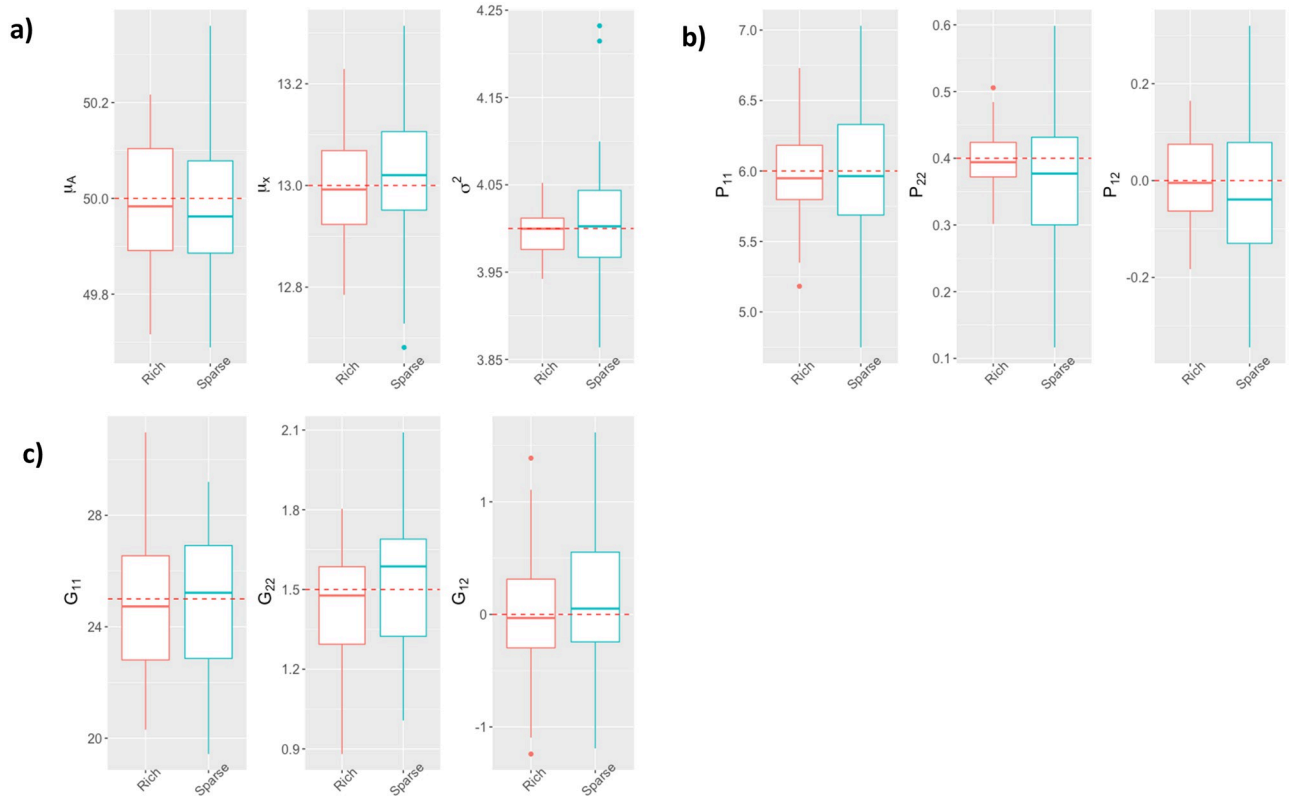 a)
μA
50.2
50.0
49.8
Rich
Sparse
μx
13.2
13.0
12.8
Rich
Sparse
σ²
4.25
4.15
4.05
3.95
3.85
Rich
Sparse
b)
P11
7.0
6.5
6.0
5.5
5.0
Rich
Sparse
P22
0.6
0.5
0.4
0.3
0.2
0.1
Rich
Sparse
P12
0.2
0.0
-0.2
Rich
Sparse
c)
G11
28
24
20
Rich
Sparse
G22
2.1
1.8
1.5
1.2
0.9
Rich
Sparse
G12
1
0
-1
Rich
Sparse